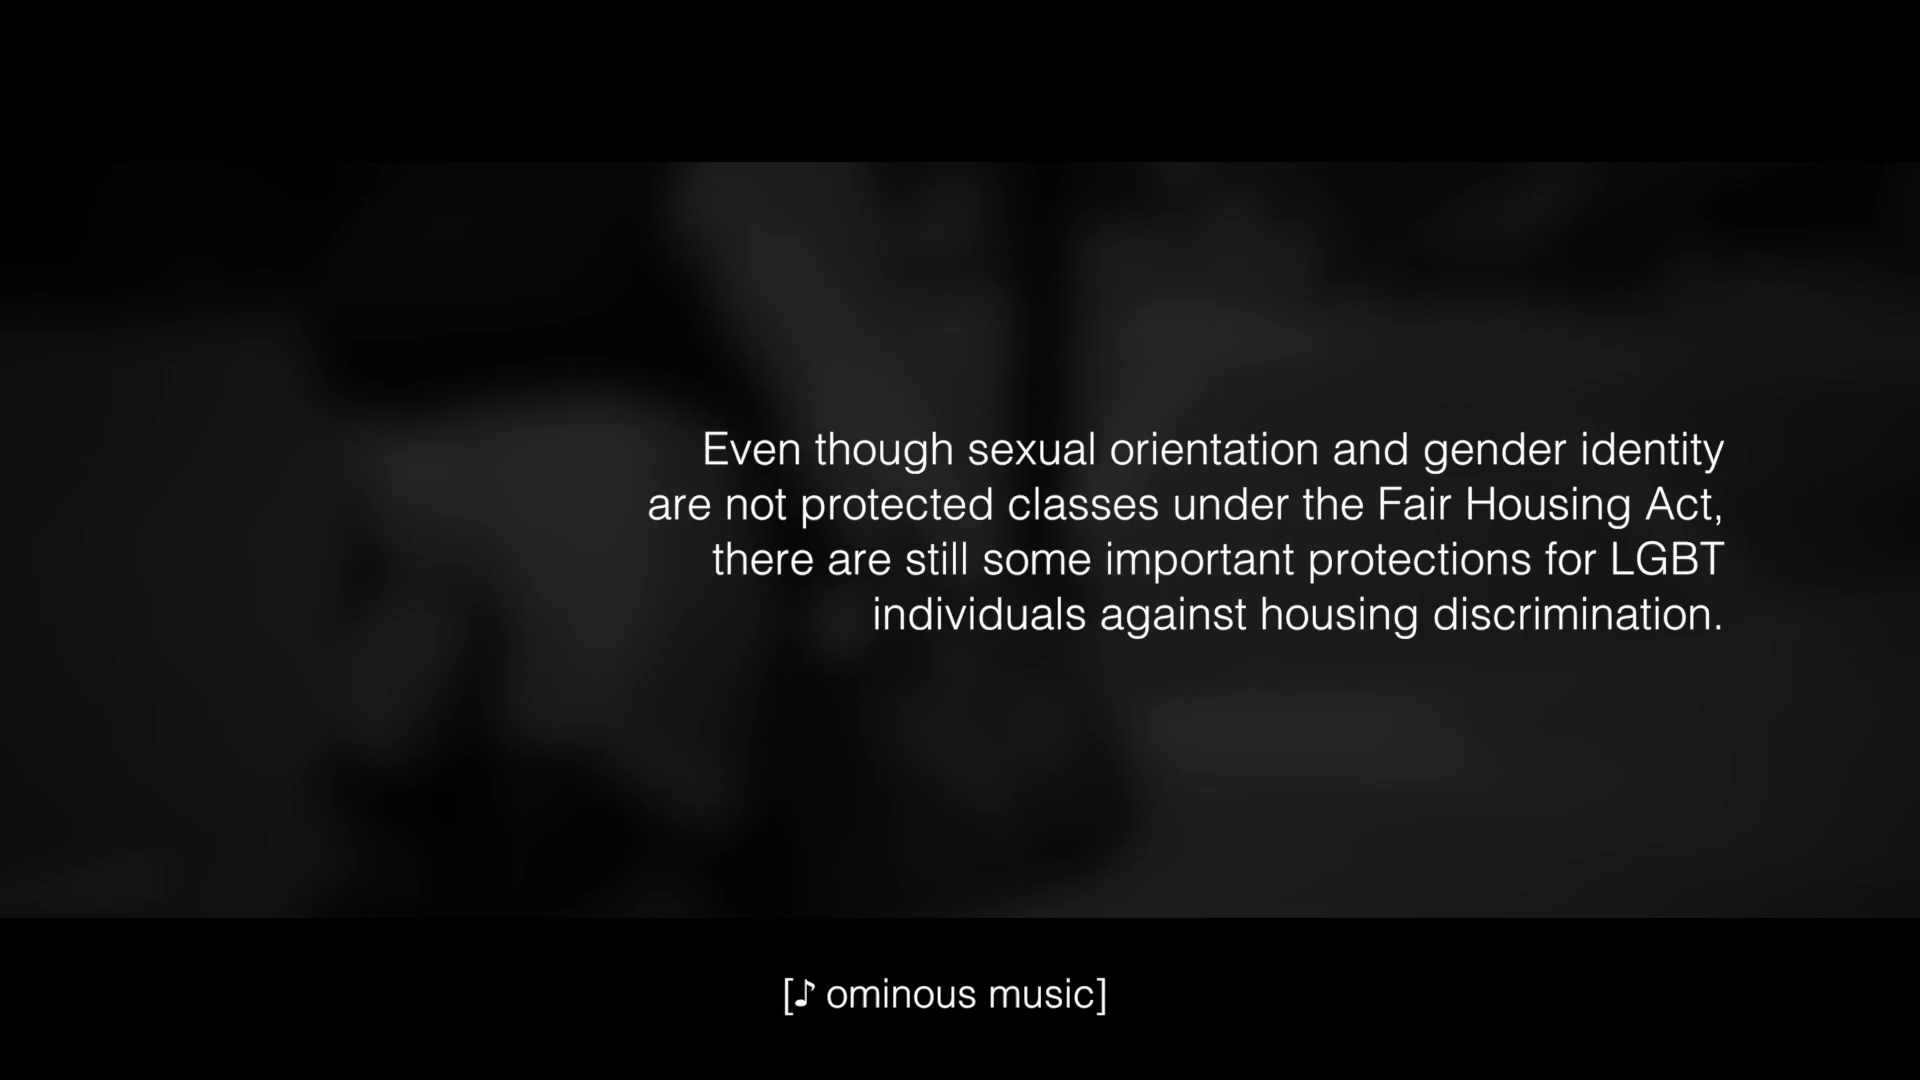 Even though sexual orientation and gender identity
are not protected classes under the Fair Housing Act,
there are still some important protections for LGBT
individuals against housing discrimination.
[♪ ominous music]